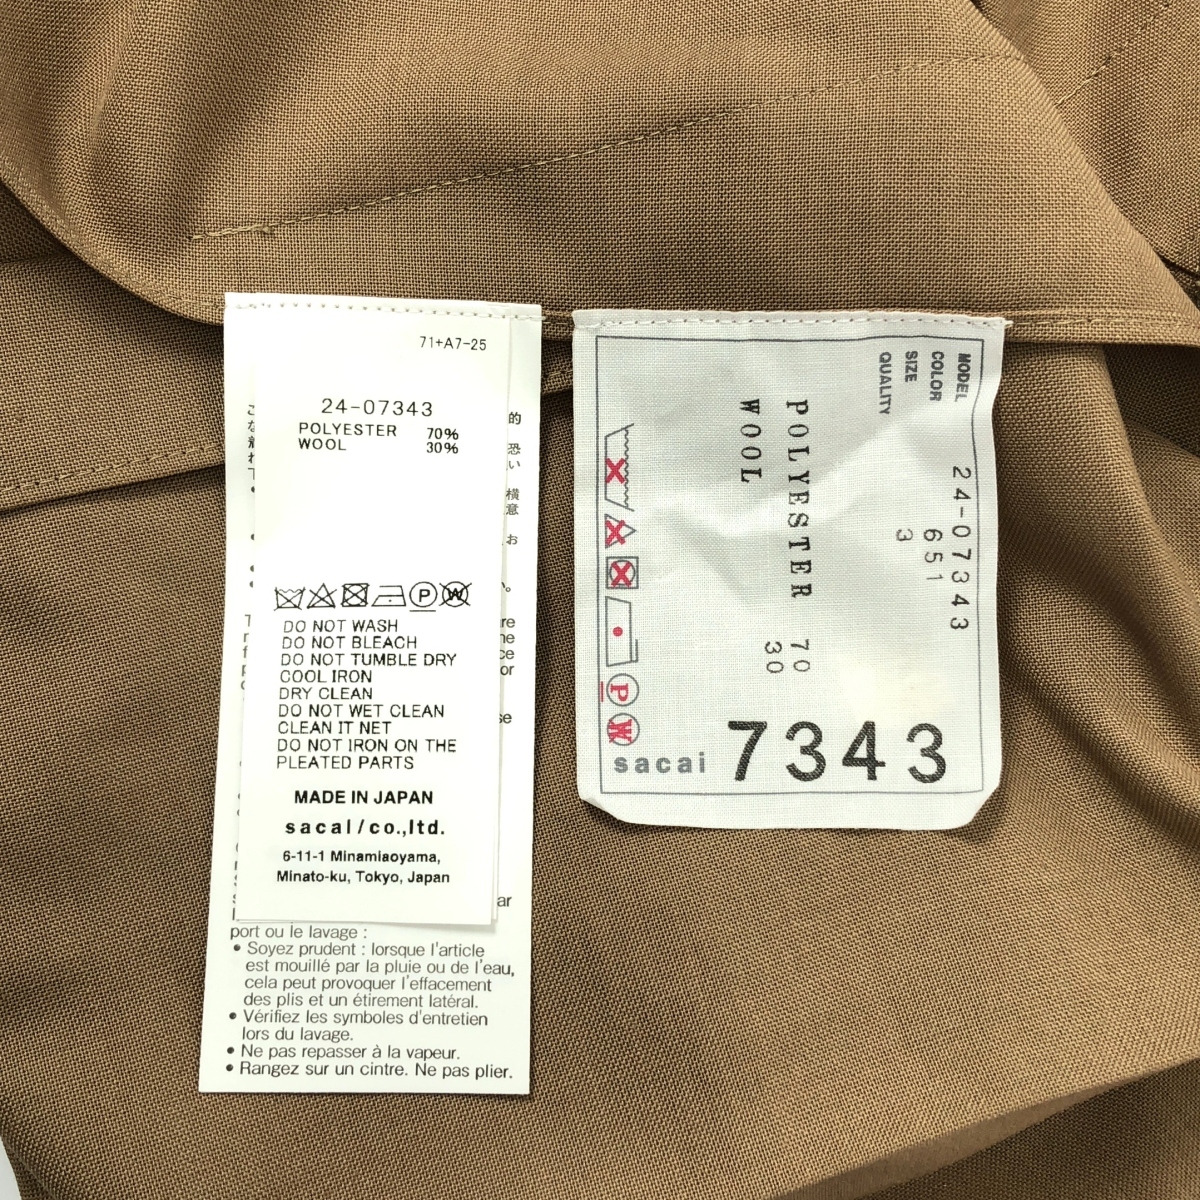 71+A7-25
24-07343
POLYESTER 70%
WOOL 30%
DO NOT WASH
DO NOT BLEACH
DO NOT TUMBLE DRY
COOL IRON
DRY CLEAN
DO NOT WET CLEAN
CLEAN IT NET
DO NOT IRON ON THE
PLEATED PARTS
MADE IN JAPAN
sacai/co.,ltd.
6-11-1 Minamiaoyama,
Minato-ku, Tokyo, Japan
port ou le lavage :
• Soyez prudent : lorsque l'article
est mouillé par la pluie ou de l'eau,
cela peut provoquer l'effacement
des plis et un étirement latéral.
• Vérifiez les symboles d'entretien
lors du lavage.
• Ne pas repasser à la vapeur.
• Rangez sur un cintre. Ne pas plier.
MODEL 24-07343
COLOR 651
SIZE 3
QUALITY
POLYESTER 70
WOOL 30
P
W
sacai 7343